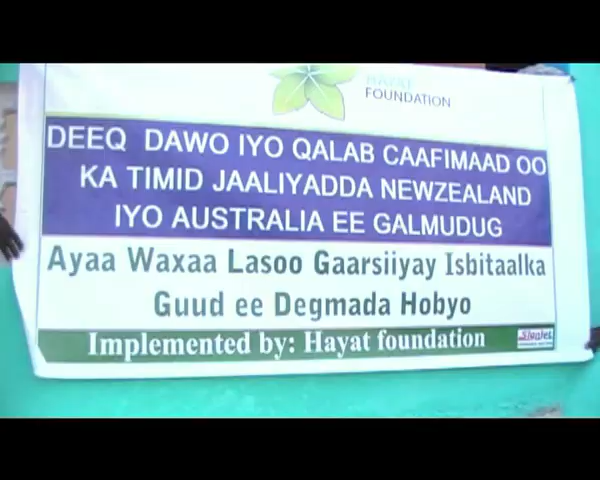 HAYAT
FOUNDATION
DEEQ DAWO IYO QALAB CAAFIMAAD OO
KA TIMID JAALIYADDA NEWZEALAND
IYO AUSTRALIA EE GALMUDUG
Ayaa Waxaa Lasoo Gaarsiiyay Isbitaalka
Guud ee Degmada Hobyo
Implemented by: Hayat foundation